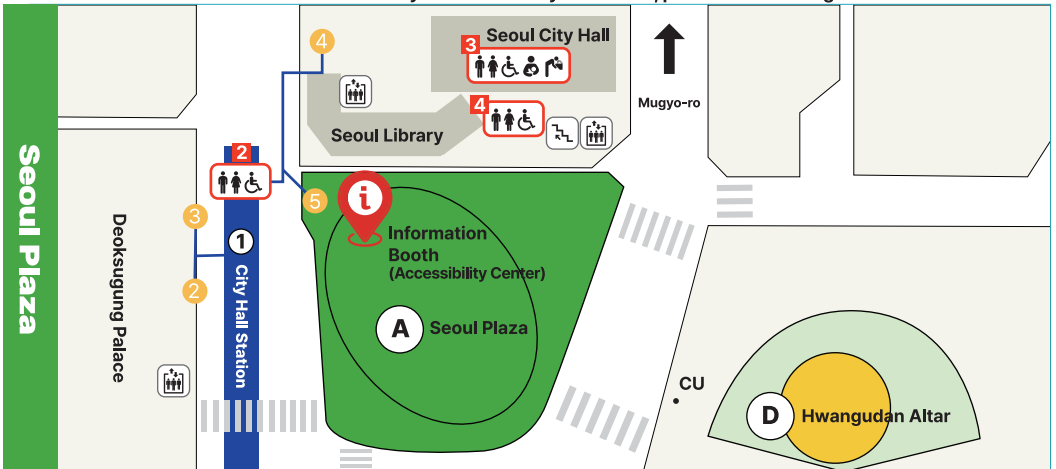 Seoul Plaza
4
3
Seoul City Hall
4
Seoul Library
Mugyo-ro
2
5
i
3
1
2
City Hall Station
Deoksugung Palace
Information
Booth
(Accessibility Center)
A Seoul Plaza
CU
D Hwangudan Altar